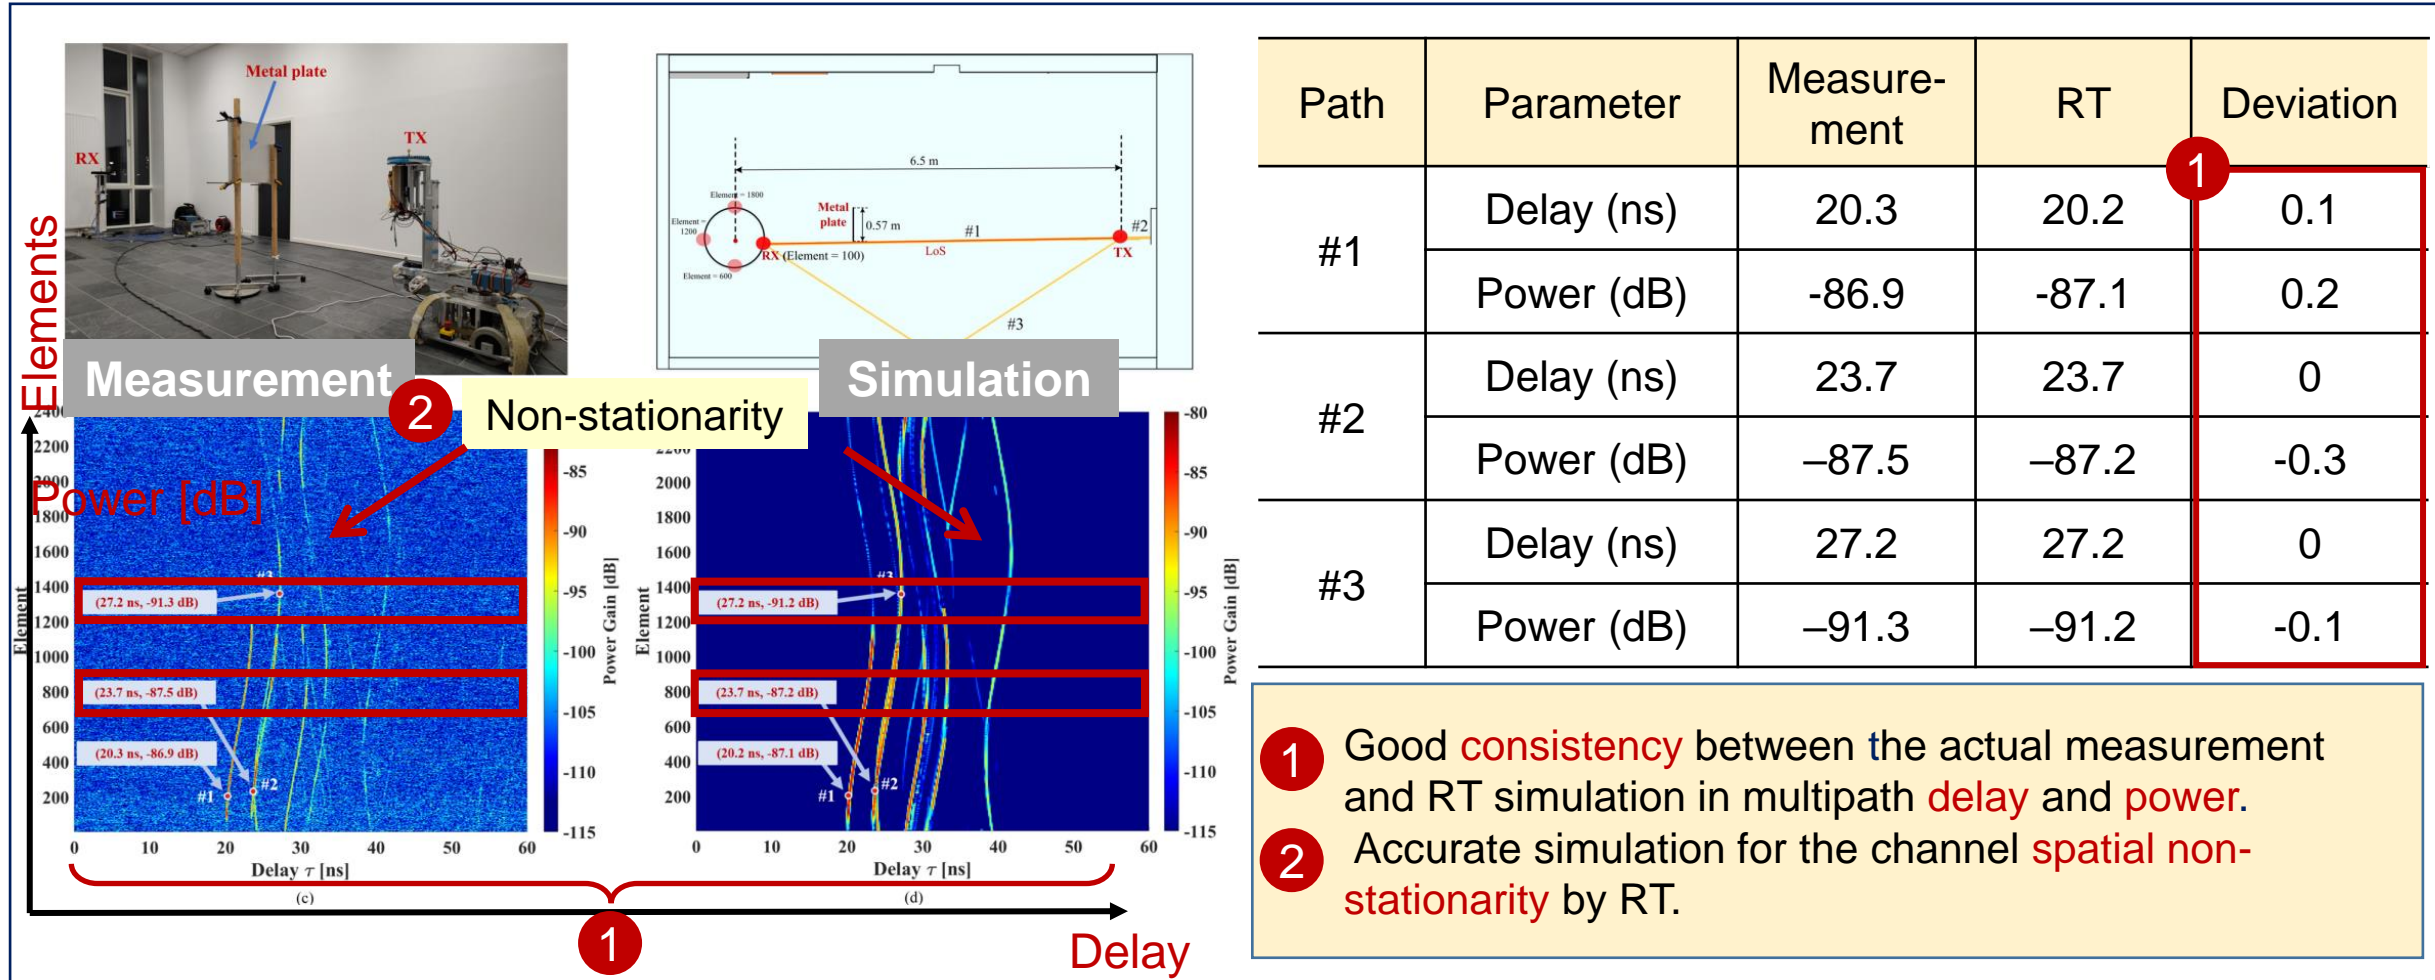 Metal plate
RX
TX
6.5 m
Element = 1800
Element =
1200
Metal
plate
0.57 m
#1
#2
LoS
RX (Element = 100)
TX
Element = 600
#3
Elements
Measurement
Simulation
2
Non-stationarity
Power [dB]
2400
2200
2000
1800
1600
1400
1200
1000
800
600
400
200
Element
#3
(27.2 ns, -91.3 dB)
(23.7 ns, -87.5 dB)
(20.3 ns, -86.9 dB)
#1
#2
0 10 20 30 40 50 60
Delay τ [ns]
(c)
-85
-90
-95
-100
-105
-110
-115
Power Gain [dB]
2200
2000
1800
1600
1400
1200
1000
800
600
400
200
Element
#3
(27.2 ns, -91.2 dB)
(23.7 ns, -87.2 dB)
(20.2 ns, -87.1 dB)
#1
#2
0 10 20 30 40 50 60
Delay τ [ns]
(d)
-80
-85
-90
-95
-100
-105
-110
-115
Power Gain [dB]
1
Delay
Path Parameter Measure-
ment RT Deviation
1
#1 Delay (ns) 20.3 20.2 0.1
Power (dB) -86.9 -87.1 0.2
#2 Delay (ns) 23.7 23.7 0
Power (dB) –87.5 –87.2 -0.3
#3 Delay (ns) 27.2 27.2 0
Power (dB) –91.3 –91.2 -0.1
1 Good consistency between the actual measurement
and RT simulation in multipath delay and power.
2 Accurate simulation for the channel spatial non-
stationarity by RT.